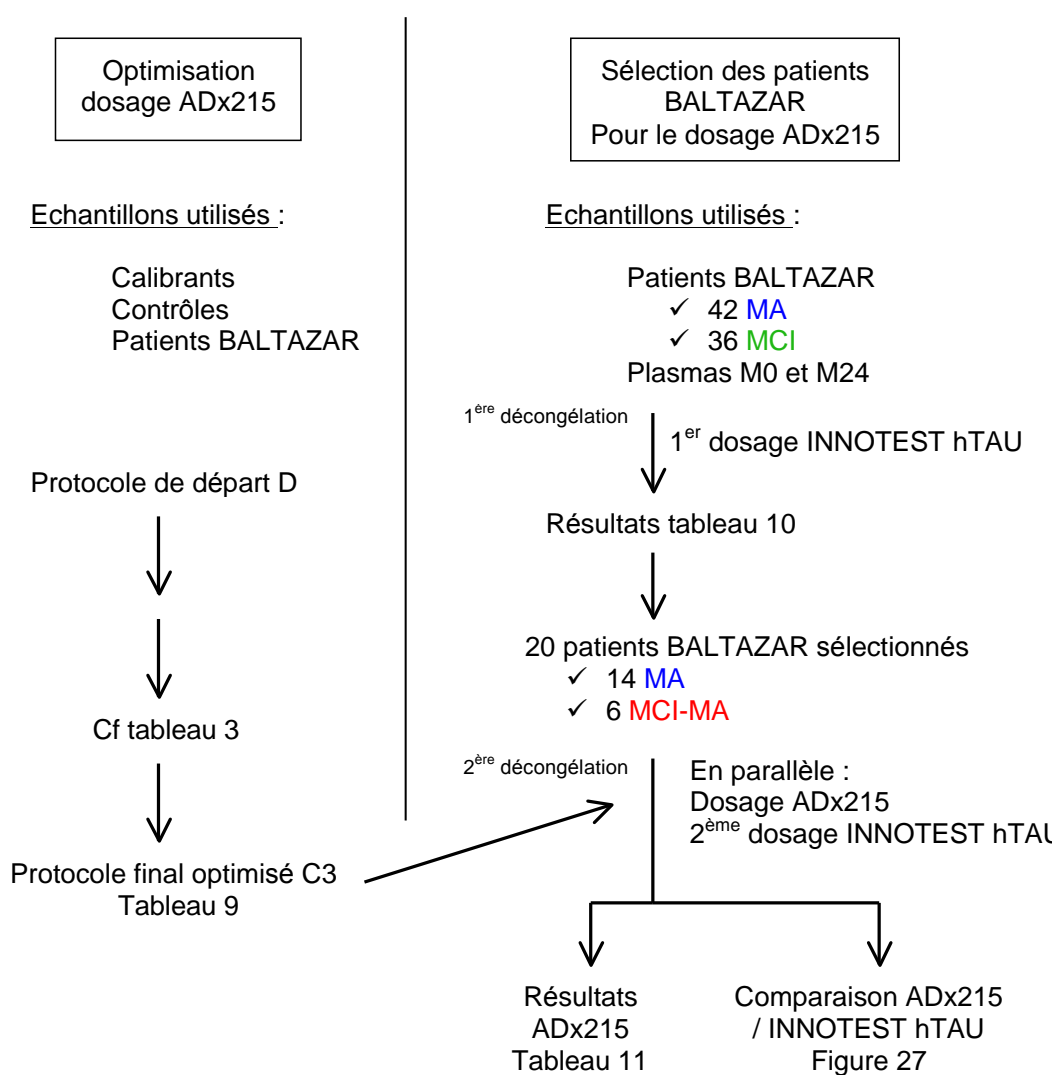 Optimisation
dosage ADx215
Echantillons utilisés :
Calibrants
Contrôles
Patients BALTAZAR
Protocole de départ D
Cf tableau 3
Protocole final optimisé C3
Tableau 9
Sélection des patients
BALTAZAR
Pour le dosage ADx215
Echantillons utilisés :
Patients BALTAZAR
✓ 42 MA
✓ 36 MCI
Plasmas M0 et M24
1ère décongélation
1er dosage INNOTEST hTAU
Résultats tableau 10
20 patients BALTAZAR sélectionnés
✓ 14 MA
✓ 6 MCI-MA
2ère décongélation
En parallèle :
Dosage ADx215
2ème dosage INNOTEST hTAU
Résultats
ADx215
Tableau 11
Comparaison ADx215
/ INNOTEST hTAU
Figure 27